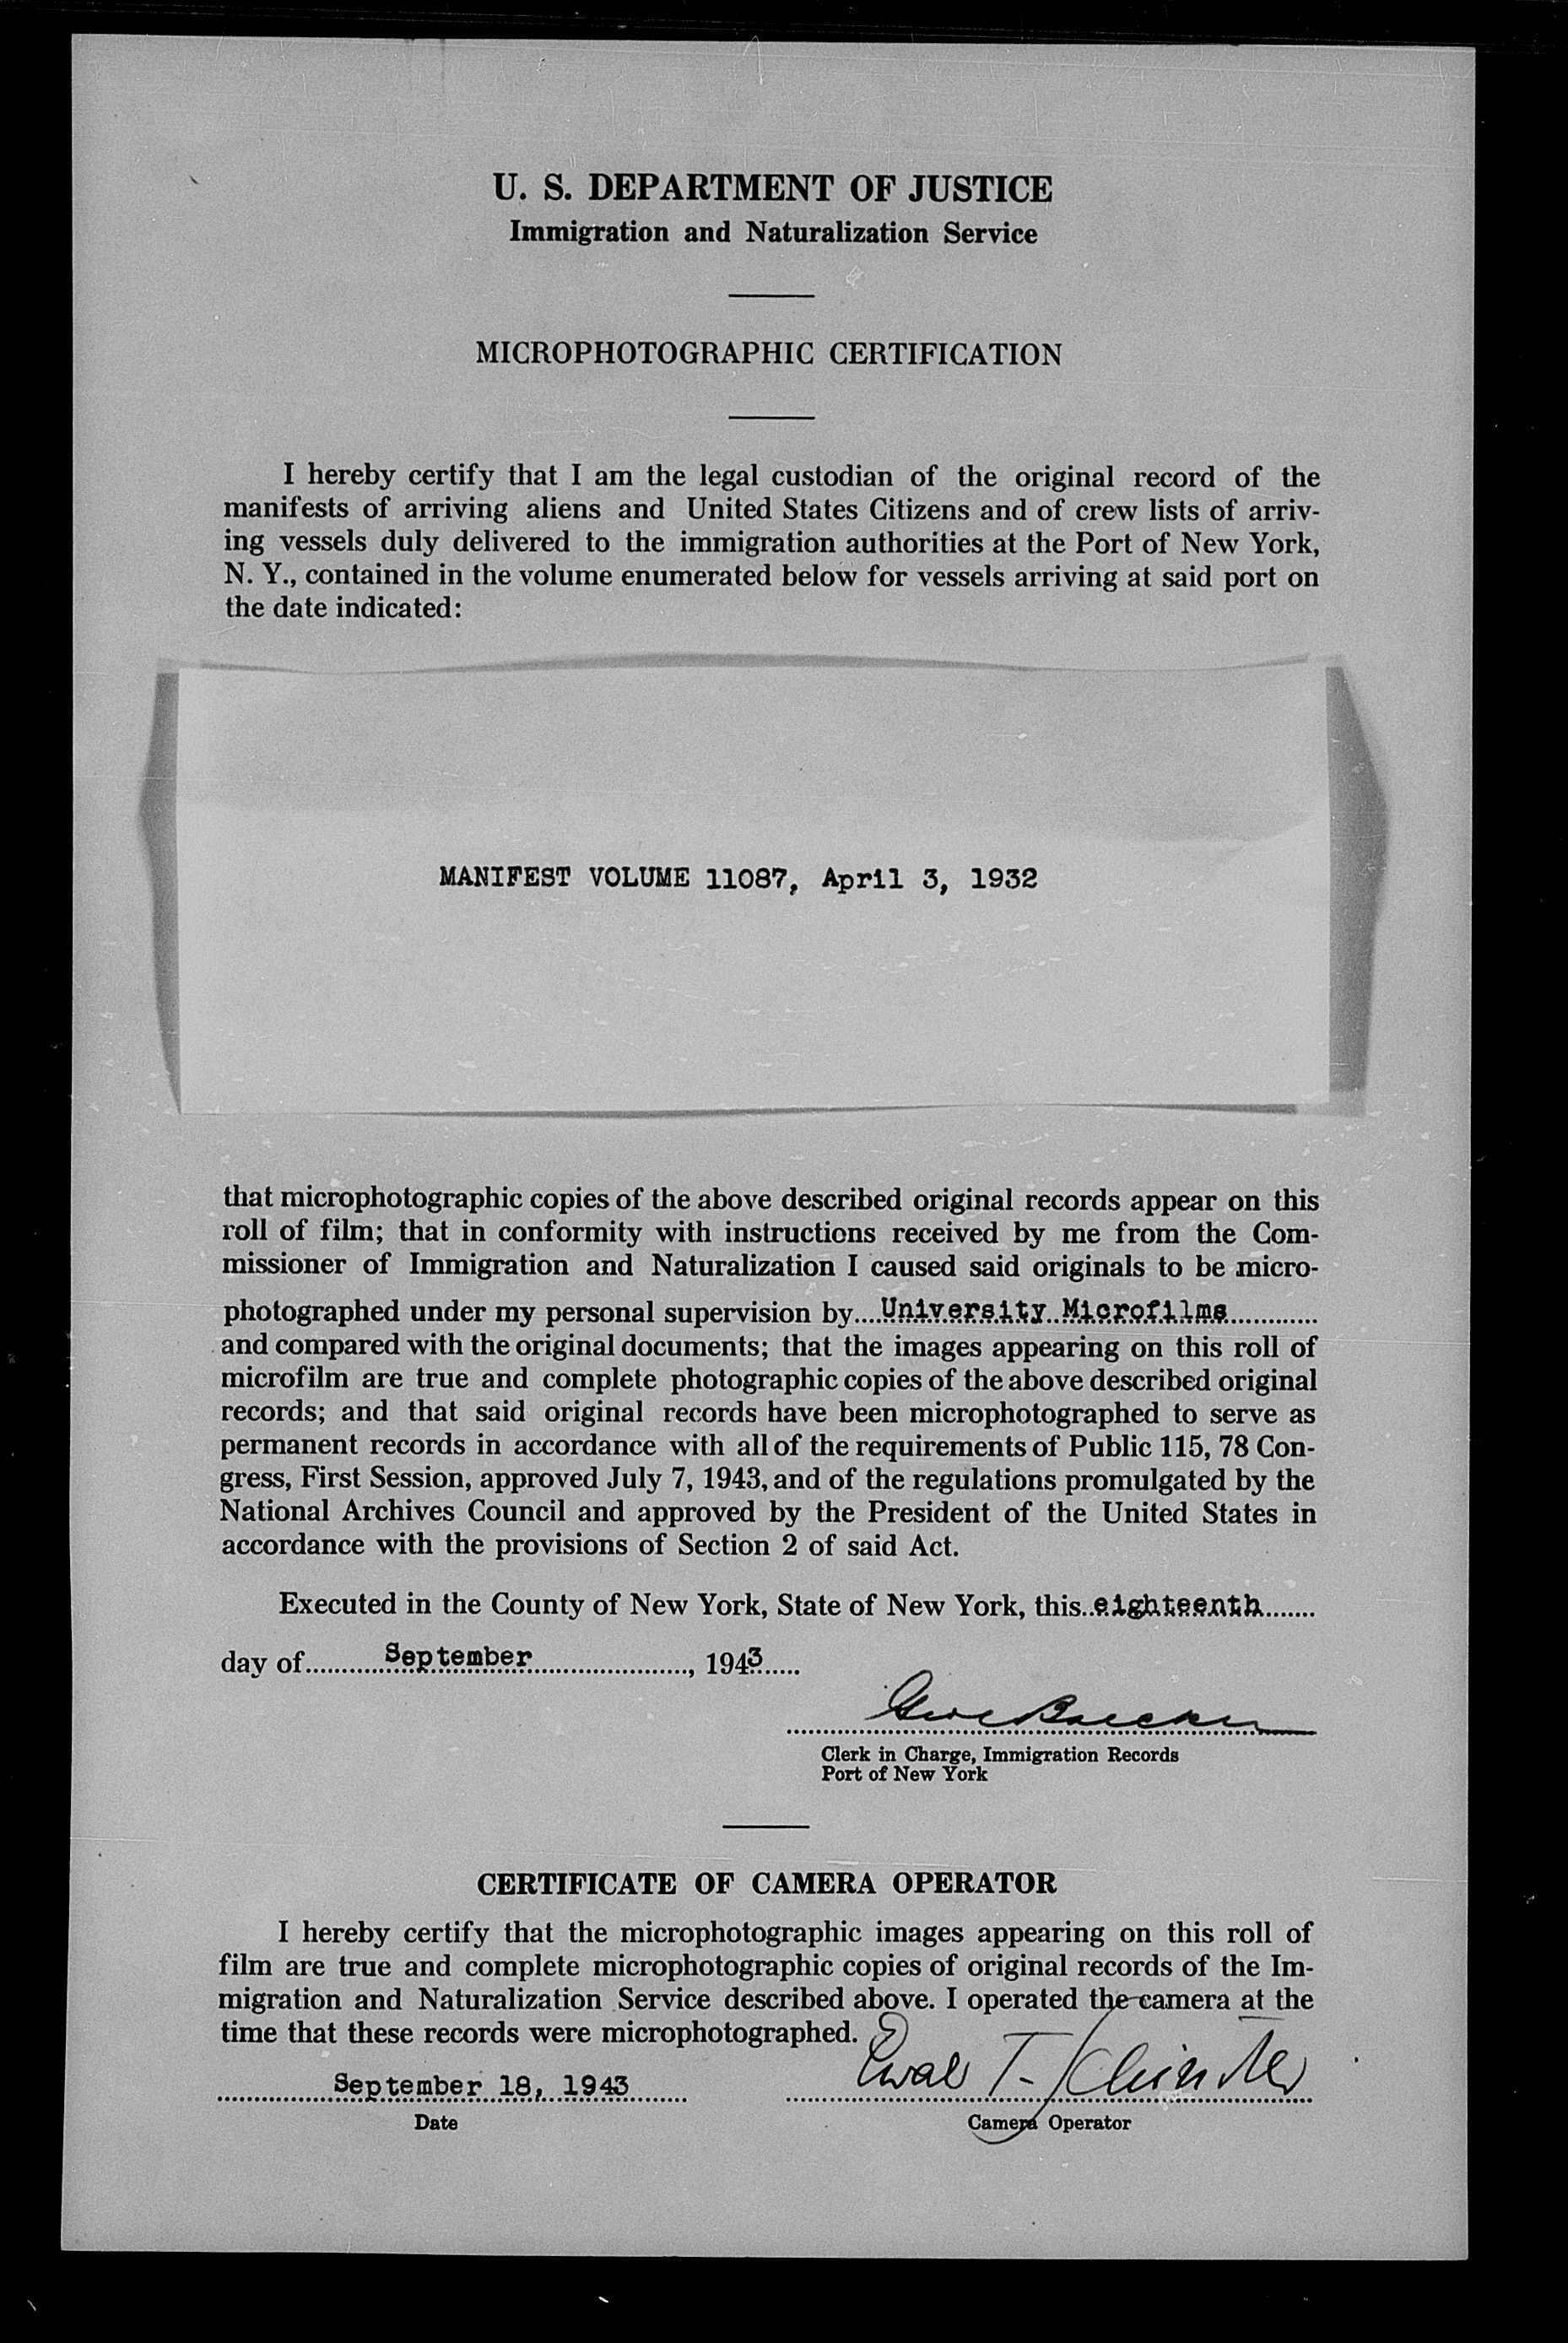 U. S. DEPARTMENT OF JUSTICE
Immigration and Naturalization Service
MICROPHOTOGRAPHIC CERTIFICATION
I hereby certify that I am the legal custodian of the original record of the
manifests of arriving aliens and United States Citizens and of crew lists of arriv-
ing vessels duly delivered to the immigration authorities at the Port of New York,
N. Y., contained in the volume enumerated below for vessels arriving at said port on
the date indicated:
MANIFEST VOLUME 11087, April 3, 1932
that microphotographic copies of the above described original records appear on this
roll of film; that in conformity with instructions received by me from the Com-
missioner of Immigration and Naturalization I caused said originals to be micro-
photographed under my personal supervision by....University Microfilms.............
and compared with the original documents; that the images appearing on this roll of
microfilm are true and complete photographic copies of the above described original
records; and that said original records have been microphotographed to serve as
permanent records in accordance with all of the requirements of Public 115, 78 Con-
gress, First Session, approved July 7, 1943, and of the regulations promulgated by the
National Archives Council and approved by the President of the United States in
accordance with the provisions of Section 2 of said Act.
Executed in the County of New York, State of New York, this..eighteenth.......
day of............September........................, 1943......
Clerk in Charge, Immigration Records
Port of New York
CERTIFICATE OF CAMERA OPERATOR
I hereby certify that the microphotographic images appearing on this roll of
film are true and complete microphotographic copies of original records of the Im-
migration and Naturalization Service described above. I operated the camera at the
time that these records were microphotographed.
September 18, 1943
T.
Date
Camera Operator